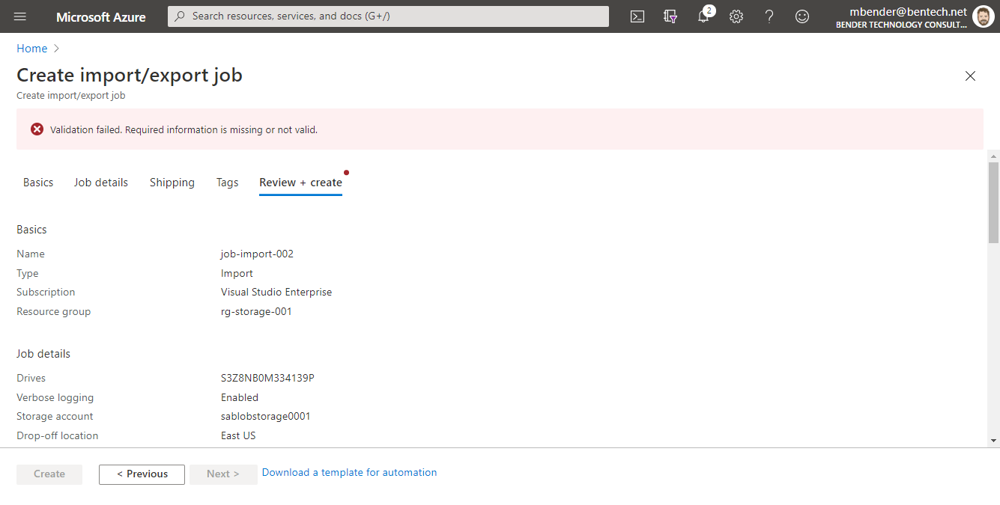 Microsoft Azure
Search resources, services, and docs (G+/)
2
mbender@bentech.net
BENDER TECHNOLOGY CONSULT...
Home
Create import/export job
Create import/export job
Validation failed. Required information is missing or not valid.
Basics Job details Shipping Tags Review + create
Basics
Name job-import-002
Type Import
Subscription Visual Studio Enterprise
Resource group rg-storage-001
Job details
Drives S3Z8NB0M334139P
Verbose logging Enabled
Storage account sablobstorage0001
Drop-off location East US
Create < Previous Next > Download a template for automation